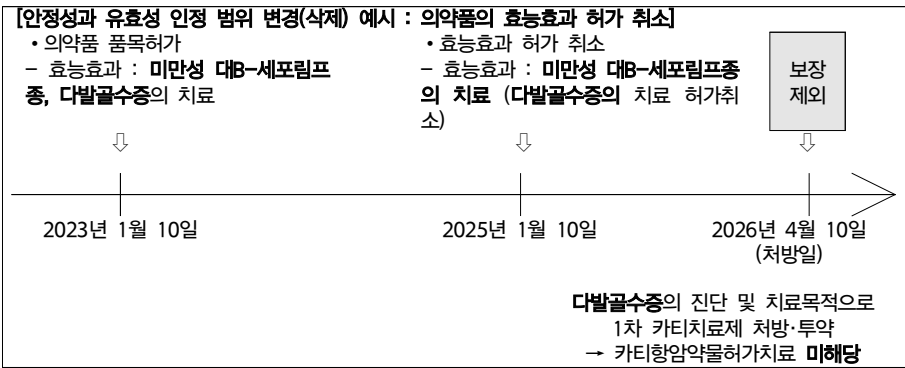 [안정성과 유효성 인정 범위 변경(삭제) 예시 : 의약품의 효능효과 허가 취소]
• 의약품 품목허가
– 효능효과 : 미만성 대B-세포림프
종, 다발골수증의 치료
• 효능효과 허가 취소
– 효능효과 : 미만성 대B-세포림프종
의 치료 (다발골수증의 치료 허가취
소)
보장
제외
2023년 1월 10일
2025년 1월 10일
2026년 4월 10일
(처방일)
다발골수증의 진단 및 치료목적으로
1차 카티치료제 처방·투약
→ 카티항암약물허가치료 미해당